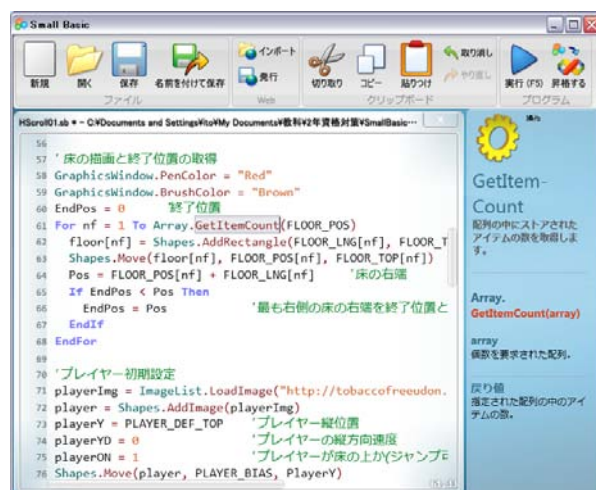 Small Basic
新規
開く
保存
名前を付けて保存
インポート
発行
切り取り
コピー
貼りつけ
取り消し
やり直し
実行 (F5)
昇格する
ファイル
Web
クリップボード
プログラム
HScroll01.sb * - C:¥Documents and Settings¥ito¥My Documents¥教科¥2年資格対策¥SmallBasic…
56
57 ' 床の描画と終了位置の取得
58 GraphicsWindow.PenColor = "Red"
59 GraphicsWindow.BrushColor = "Brown"
60 EndPos = 0 '終了位置
61 For nf = 1 To Array.GetItemCount(FLOOR_POS)
62 floor[nf] = Shapes.AddRectangle(FLOOR_LNG[nf], FLOOR_T
63 Shapes.Move(floor[nf], FLOOR_POS[nf], FLOOR_TOP[nf])
64 Pos = FLOOR_POS[nf] + FLOOR_LNG[nf] '床の右端
65 If EndPos < Pos Then
66 EndPos = Pos '最も右側の床の右端を終了位置と
67 EndIf
68 EndFor
69
70 'プレイヤー初期設定
71 playerImg = ImageList.LoadImage("http://tobaccofreeudon.
72 player = Shapes.AddImage(playerImg)
73 playerY = PLAYER_DEF_TOP 'プレイヤー縦位置
74 playerYD = 0 'プレイヤーの縦方向速度
75 playerON = 1 'プレイヤーが床の上か(ジャンプ
76 Shapes.Move(player, PLAYER_BIAS, PlayerY)
操作
GetItem-
Count
配列の中にストアされた
アイテムの数を取得しま
す。
Array.
GetItemCount(array)
array
個数を要求された配列。
戻り値
指定された配列の中のアイ
テムの数。